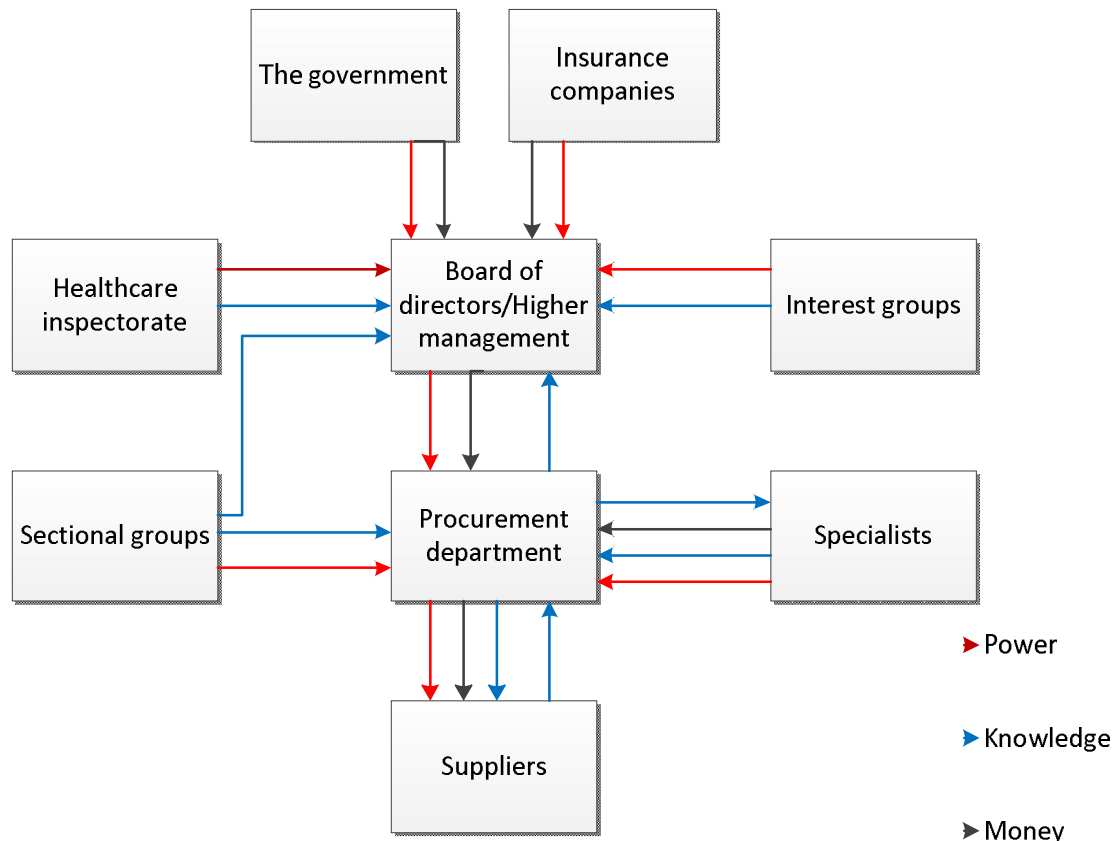 The government
Insurance
companies
Healthcare
inspectorate
Board of
directors/Higher
management
Interest groups
Sectional groups
Procurement
department
Specialists
Suppliers
Power
Knowledge
Money